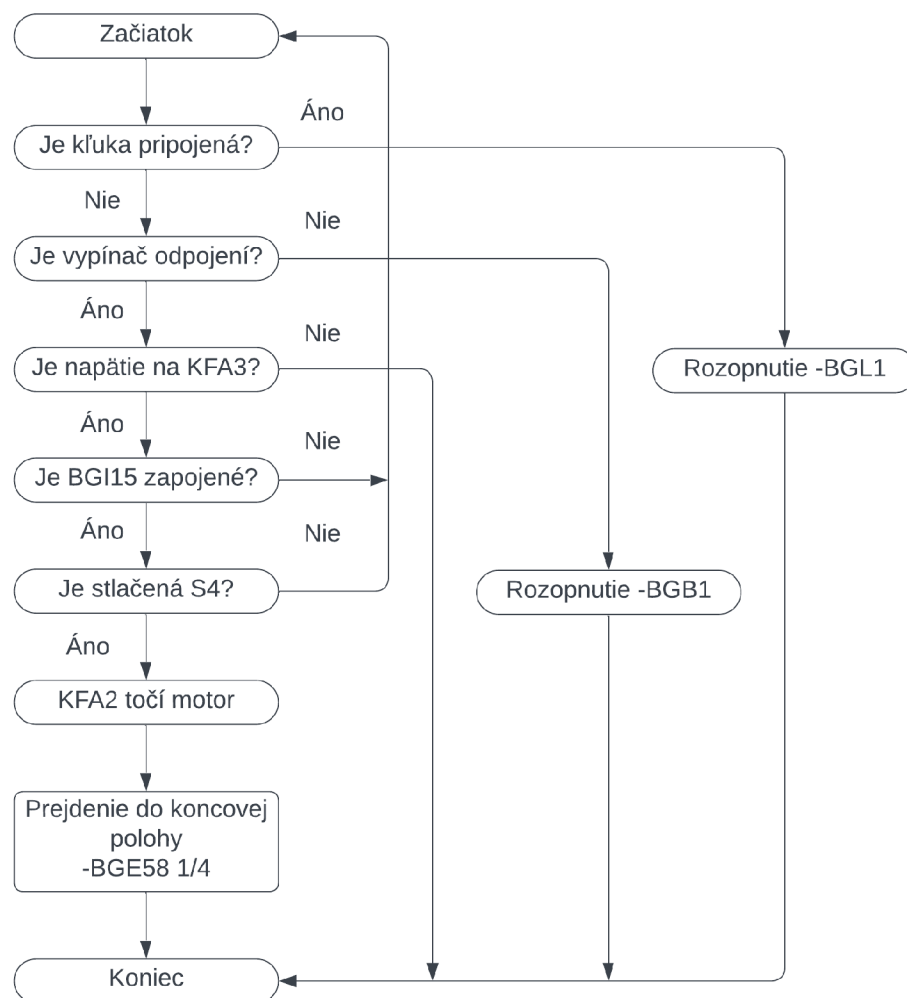 Začiatok
Áno
Je kľuka pripojená?
Nie
Nie
Je vypínač odpojení?
Áno
Nie
Je napätie na KFA3?
Rozopnutie -BGL1
Áno
Nie
Je BGI15 zapojené?
Áno
Nie
Je stlačená S4?
Rozopnutie -BGB1
Áno
KFA2 točí motor
Prejdenie do koncovej
polohy
-BGE58 1/4
Koniec